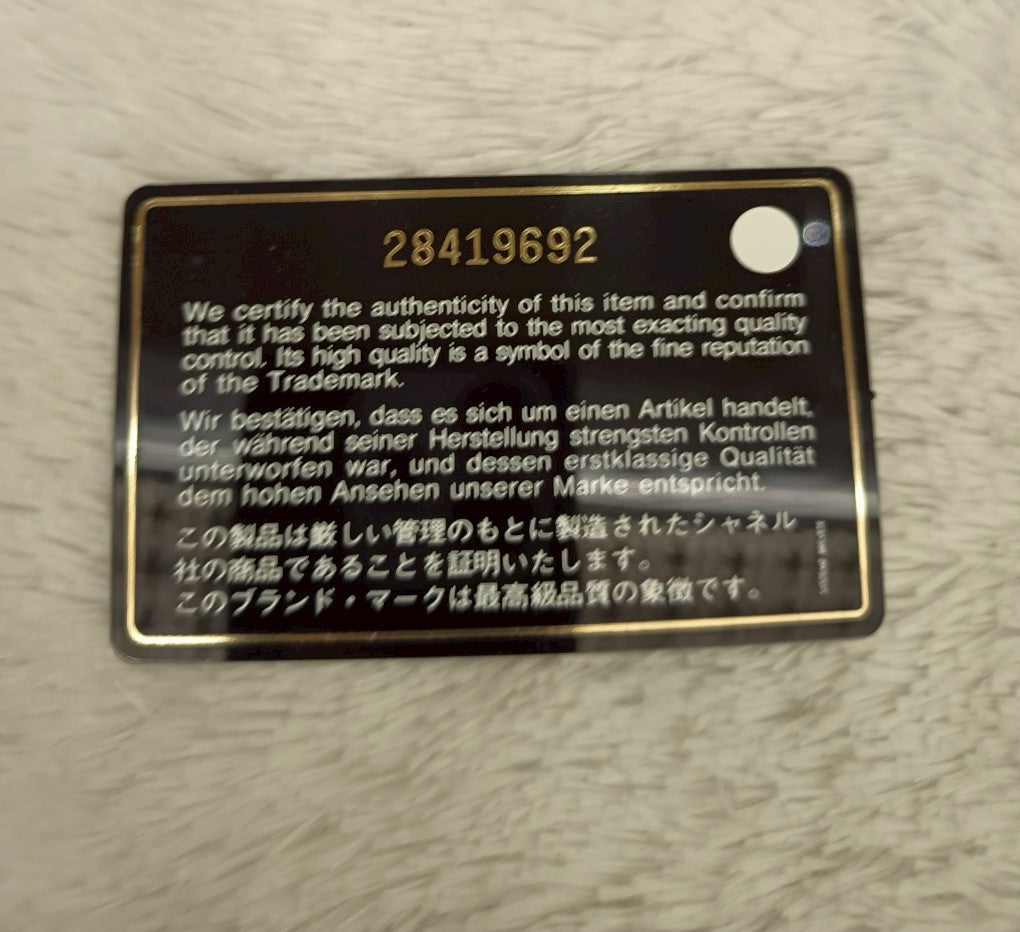 28419692
We certify the authenticity of this item and confirm
that it has been subjected to the most exacting quality
control. Its high quality is a symbol of the fine reputation
of the Trademark.
Wir bestätigen, dass es sich um einen Artikel handelt,
der während seiner Herstellung strengsten Kontrollen
unterworfen war, und dessen erstklassige Qualität
dem hohen Ansehen unserer Marke entspricht.
この製品は厳しい管理のもとに製造されたシャネル
社の商品であることを証明いたします。
このブランド・マークは最高級品質の象徴です。